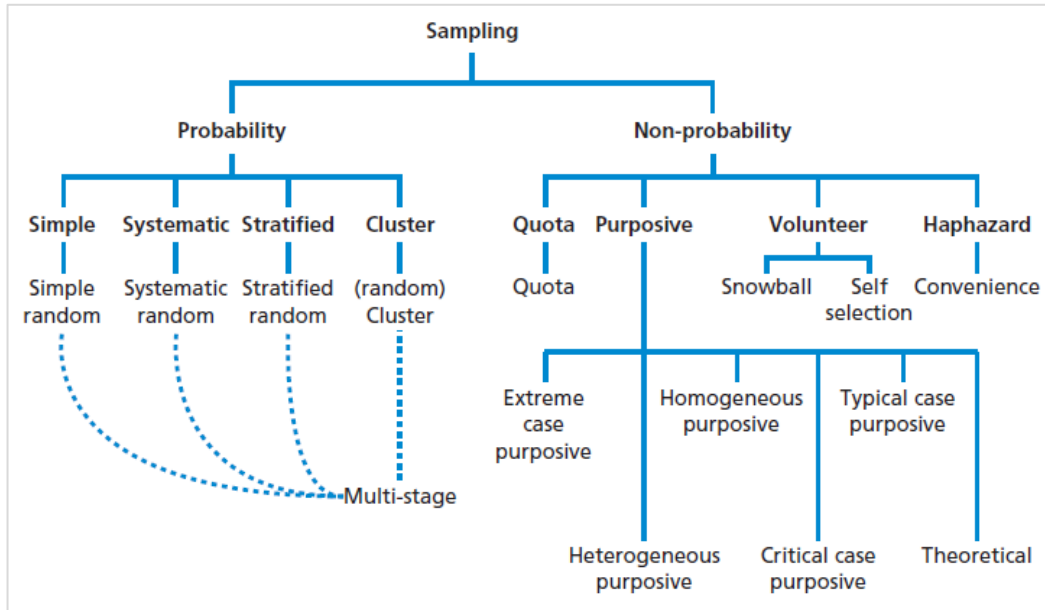 Sampling
Probability
Non-probability
Simple
Systematic
Stratified
Cluster
Quota
Purposive
Volunteer
Haphazard
Simple
random
Systematic
random
Stratified
random
(random)
Cluster
Quota
Snowball
Self
selection
Convenience
Extreme
case
purposive
Homogeneous
purposive
Typical case
purposive
Multi-stage
Heterogeneous
purposive
Critical case
purposive
Theoretical